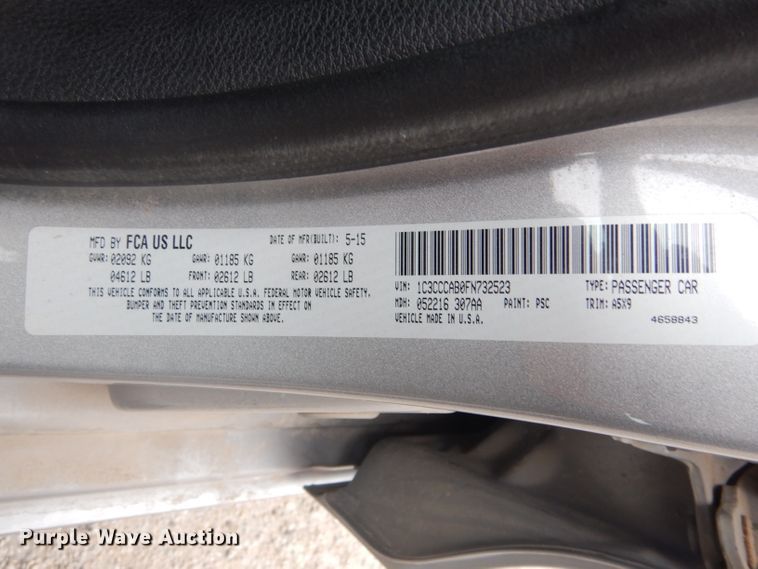 MFD BY FCA US LLC DATE OF MFR(BUILT): 5-15
GVWR: 02092 KG GAWR: 01185 KG GAWR: 01185 KG
04612 LB FRONT: 02612 LB REAR: 02612 LB
THIS VEHICLE CONFORMS TO ALL APPLICABLE U.S.A. FEDERAL MOTOR VEHICLE SAFETY,
BUMPER AND THEFT PREVENTION STANDARDS IN EFFECT ON
THE DATE OF MANUFACTURE SHOWN ABOVE.
VIN: 1C3CCCAB0FN732523 TYPE: PASSENGER CAR
MDH: 052216 307AA PAINT: PSC TRIM: A5X9
VEHICLE MADE IN U.S.A. 4658843
Purple Wave Auction